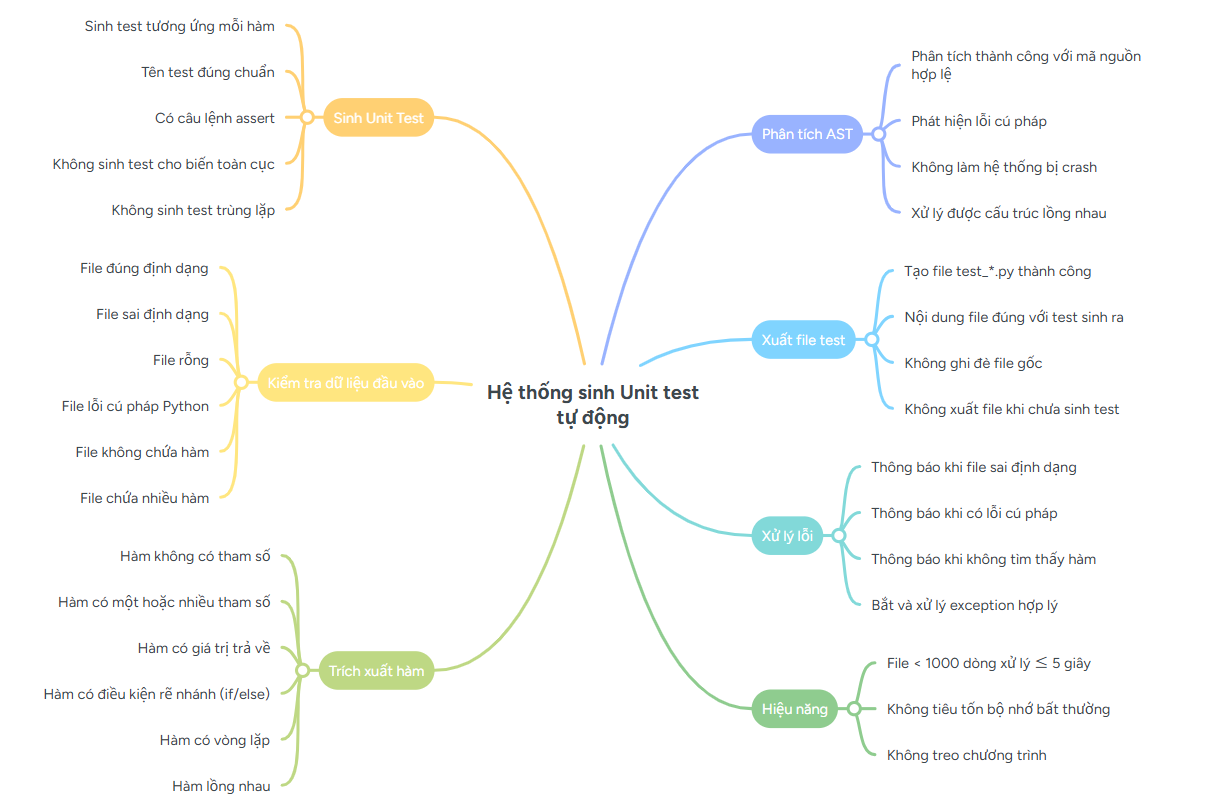 Hệ thống sinh Unit test
tự động
Sinh Unit Test
Sinh test tương ứng mỗi hàm
Tên test đúng chuẩn
Có câu lệnh assert
Không sinh test cho biến toàn cục
Không sinh test trùng lặp
Kiểm tra dữ liệu đầu vào
File đúng định dạng
File sai định dạng
File rỗng
File lỗi cú pháp Python
File không chứa hàm
File chứa nhiều hàm
Trích xuất hàm
Hàm không có tham số
Hàm có một hoặc nhiều tham số
Hàm có giá trị trả về
Hàm có điều kiện rẽ nhánh (if/else)
Hàm có vòng lặp
Hàm lồng nhau
Phân tích AST
Phân tích thành công với mã nguồn
hợp lệ
Phát hiện lỗi cú pháp
Không làm hệ thống bị crash
Xử lý được cấu trúc lồng nhau
Xuất file test
Tạo file test_*.py thành công
Nội dung file đúng với test sinh ra
Không ghi đè file gốc
Không xuất file khi chưa sinh test
Xử lý lỗi
Thông báo khi file sai định dạng
Thông báo khi có lỗi cú pháp
Thông báo khi không tìm thấy hàm
Bắt và xử lý exception hợp lý
Hiệu năng
File < 1000 dòng xử lý ≤ 5 giây
Không tiêu tốn bộ nhớ bất thường
Không treo chương trình